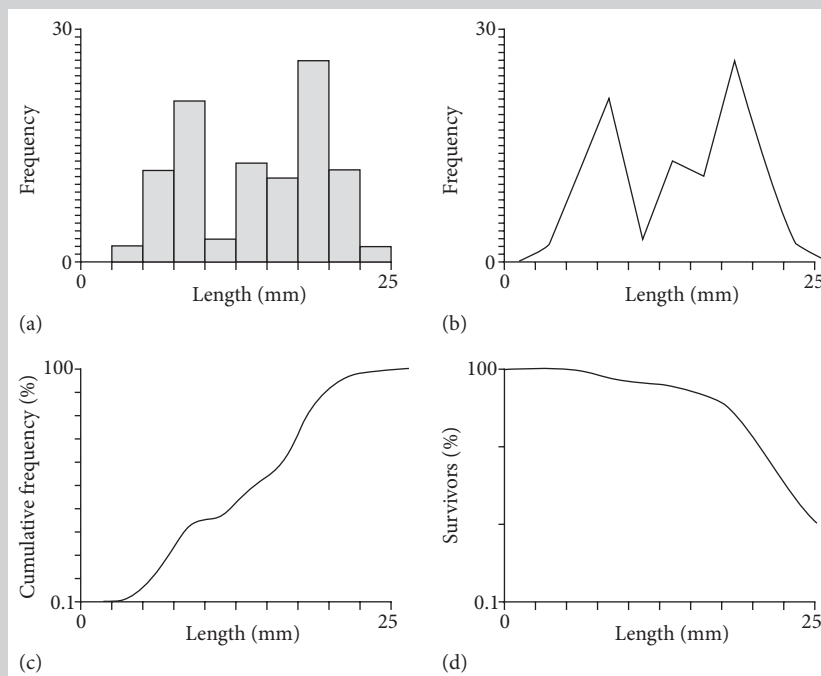 30
Frequency
0
0
25
Length (mm)
(a)
30
Frequency
0
0
25
Length (mm)
(b)
100
Cumulative frequency (%)
0.1
0
25
Length (mm)
(c)
100
Survivors (%)
0.1
0
25
Length (mm)
(d)